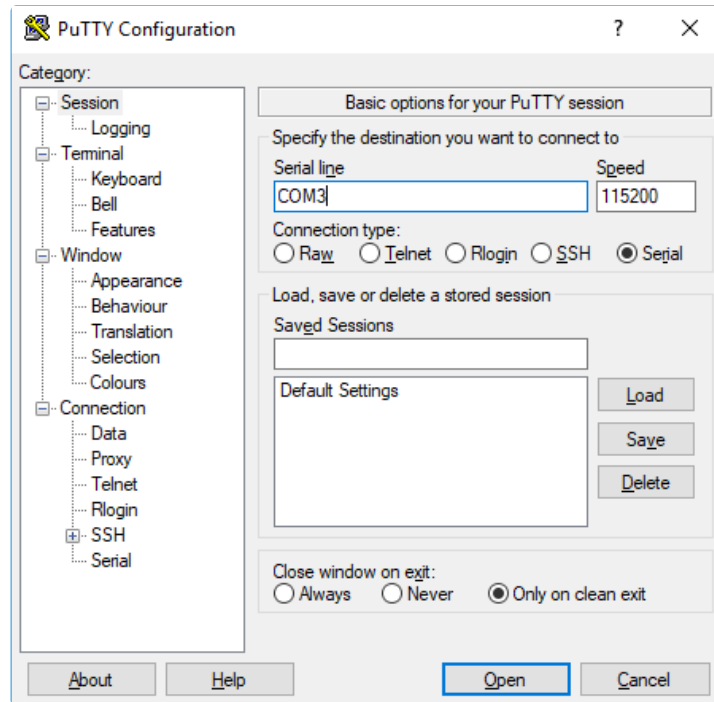 PuTTY Configuration
?
Category:
Session
Logging
Terminal
Keyboard
Bell
Features
Window
Appearance
Behaviour
Translation
Selection
Colours
Connection
Data
Proxy
Telnet
Rlogin
SSH
Serial
Basic options for your PuTTY session
Specify the destination you want to connect to
Serial line Speed
COM3 115200
Connection type:
Raw Telnet Rlogin SSH Serial
Load, save or delete a stored session
Saved Sessions
Default Settings
Load
Save
Delete
Close window on exit:
Always Never Only on clean exit
About Help Open Cancel